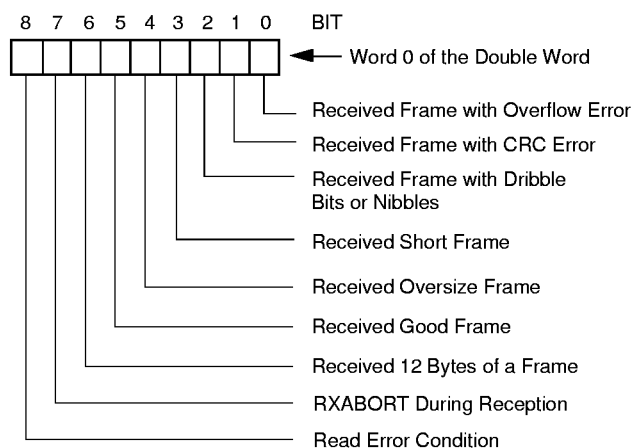 8 7 6 5 4 3 2 1 0 BIT
Word 0 of the Double Word
Received Frame with Overflow Error
Received Frame with CRC Error
Received Frame with Dribble
Bits or Nibbles
Received Short Frame
Received Oversize Frame
Received Good Frame
Received 12 Bytes of a Frame
RXABORT During Reception
Read Error Condition